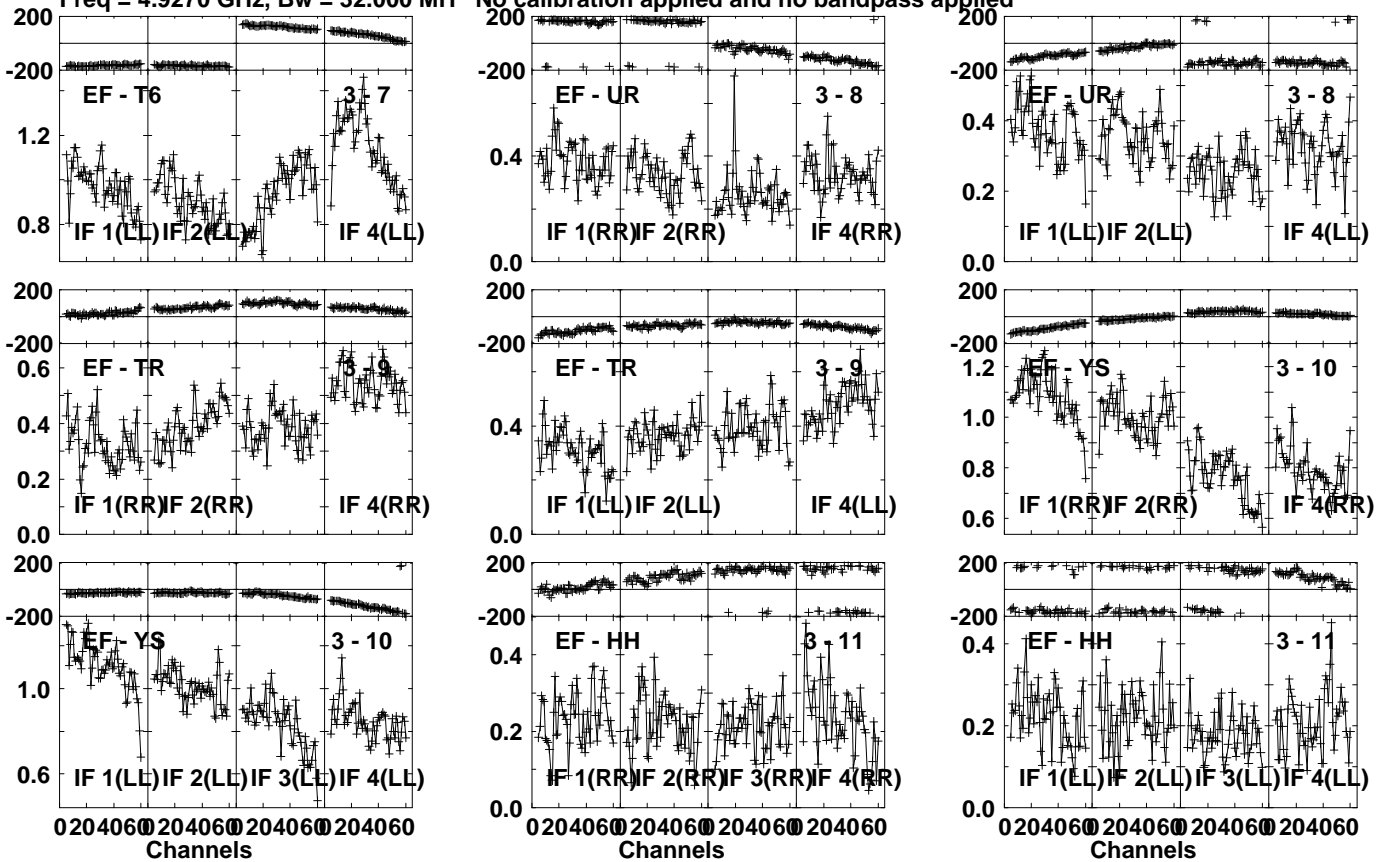 Freq = 4.9270 GHz, Bw = 32.000 MH No calibration applied and no bandpass applied
200
-200
EF - T6
3 - 7
1.2
0.8
IF 1(LL) IF 2(LL) IF 4(LL)
200
-200
EF - UR
3 - 8
0.4
0.0
IF 1(RR) IF 2(RR) IF 4(RR)
200
-200
EF - UR
3 - 8
0.4
0.2
0.0
IF 1(LL) IF 2(LL) IF 4(LL)
200
-200
EF - TR
3 - 9
0.6
0.4
0.2
0.0
IF 1(RR) IF 2(RR) IF 4(RR)
200
-200
EF - TR
3 - 9
0.4
0.0
IF 1(LL) IF 2(LL) IF 4(LL)
200
-200
EF - YS
3 - 10
1.2
1.0
0.8
0.6
IF 1(RR) IF 2(RR) IF 4(RR)
200
-200
EF - YS
3 - 10
1.0
0.6
IF 1(LL) IF 2(LL) IF 3(LL) IF 4(LL)
0 20 40 60 0 20 40 60 0 20 40 60 0 20 40 60
Channels
200
-200
EF - HH
3 - 11
0.4
0.2
0.0
IF 1(RR) IF 2(RR) IF 3(RR) IF 4(RR)
0 20 40 60 0 20 40 60 0 20 40 60 0 20 40 60
Channels
200
-200
EF - HH
3 - 11
0.4
0.2
0.0
IF 1(LL) IF 2(LL) IF 3(LL) IF 4(LL)
0 20 40 60 0 20 40 60 0 20 40 60 0 20 40 60
Channels